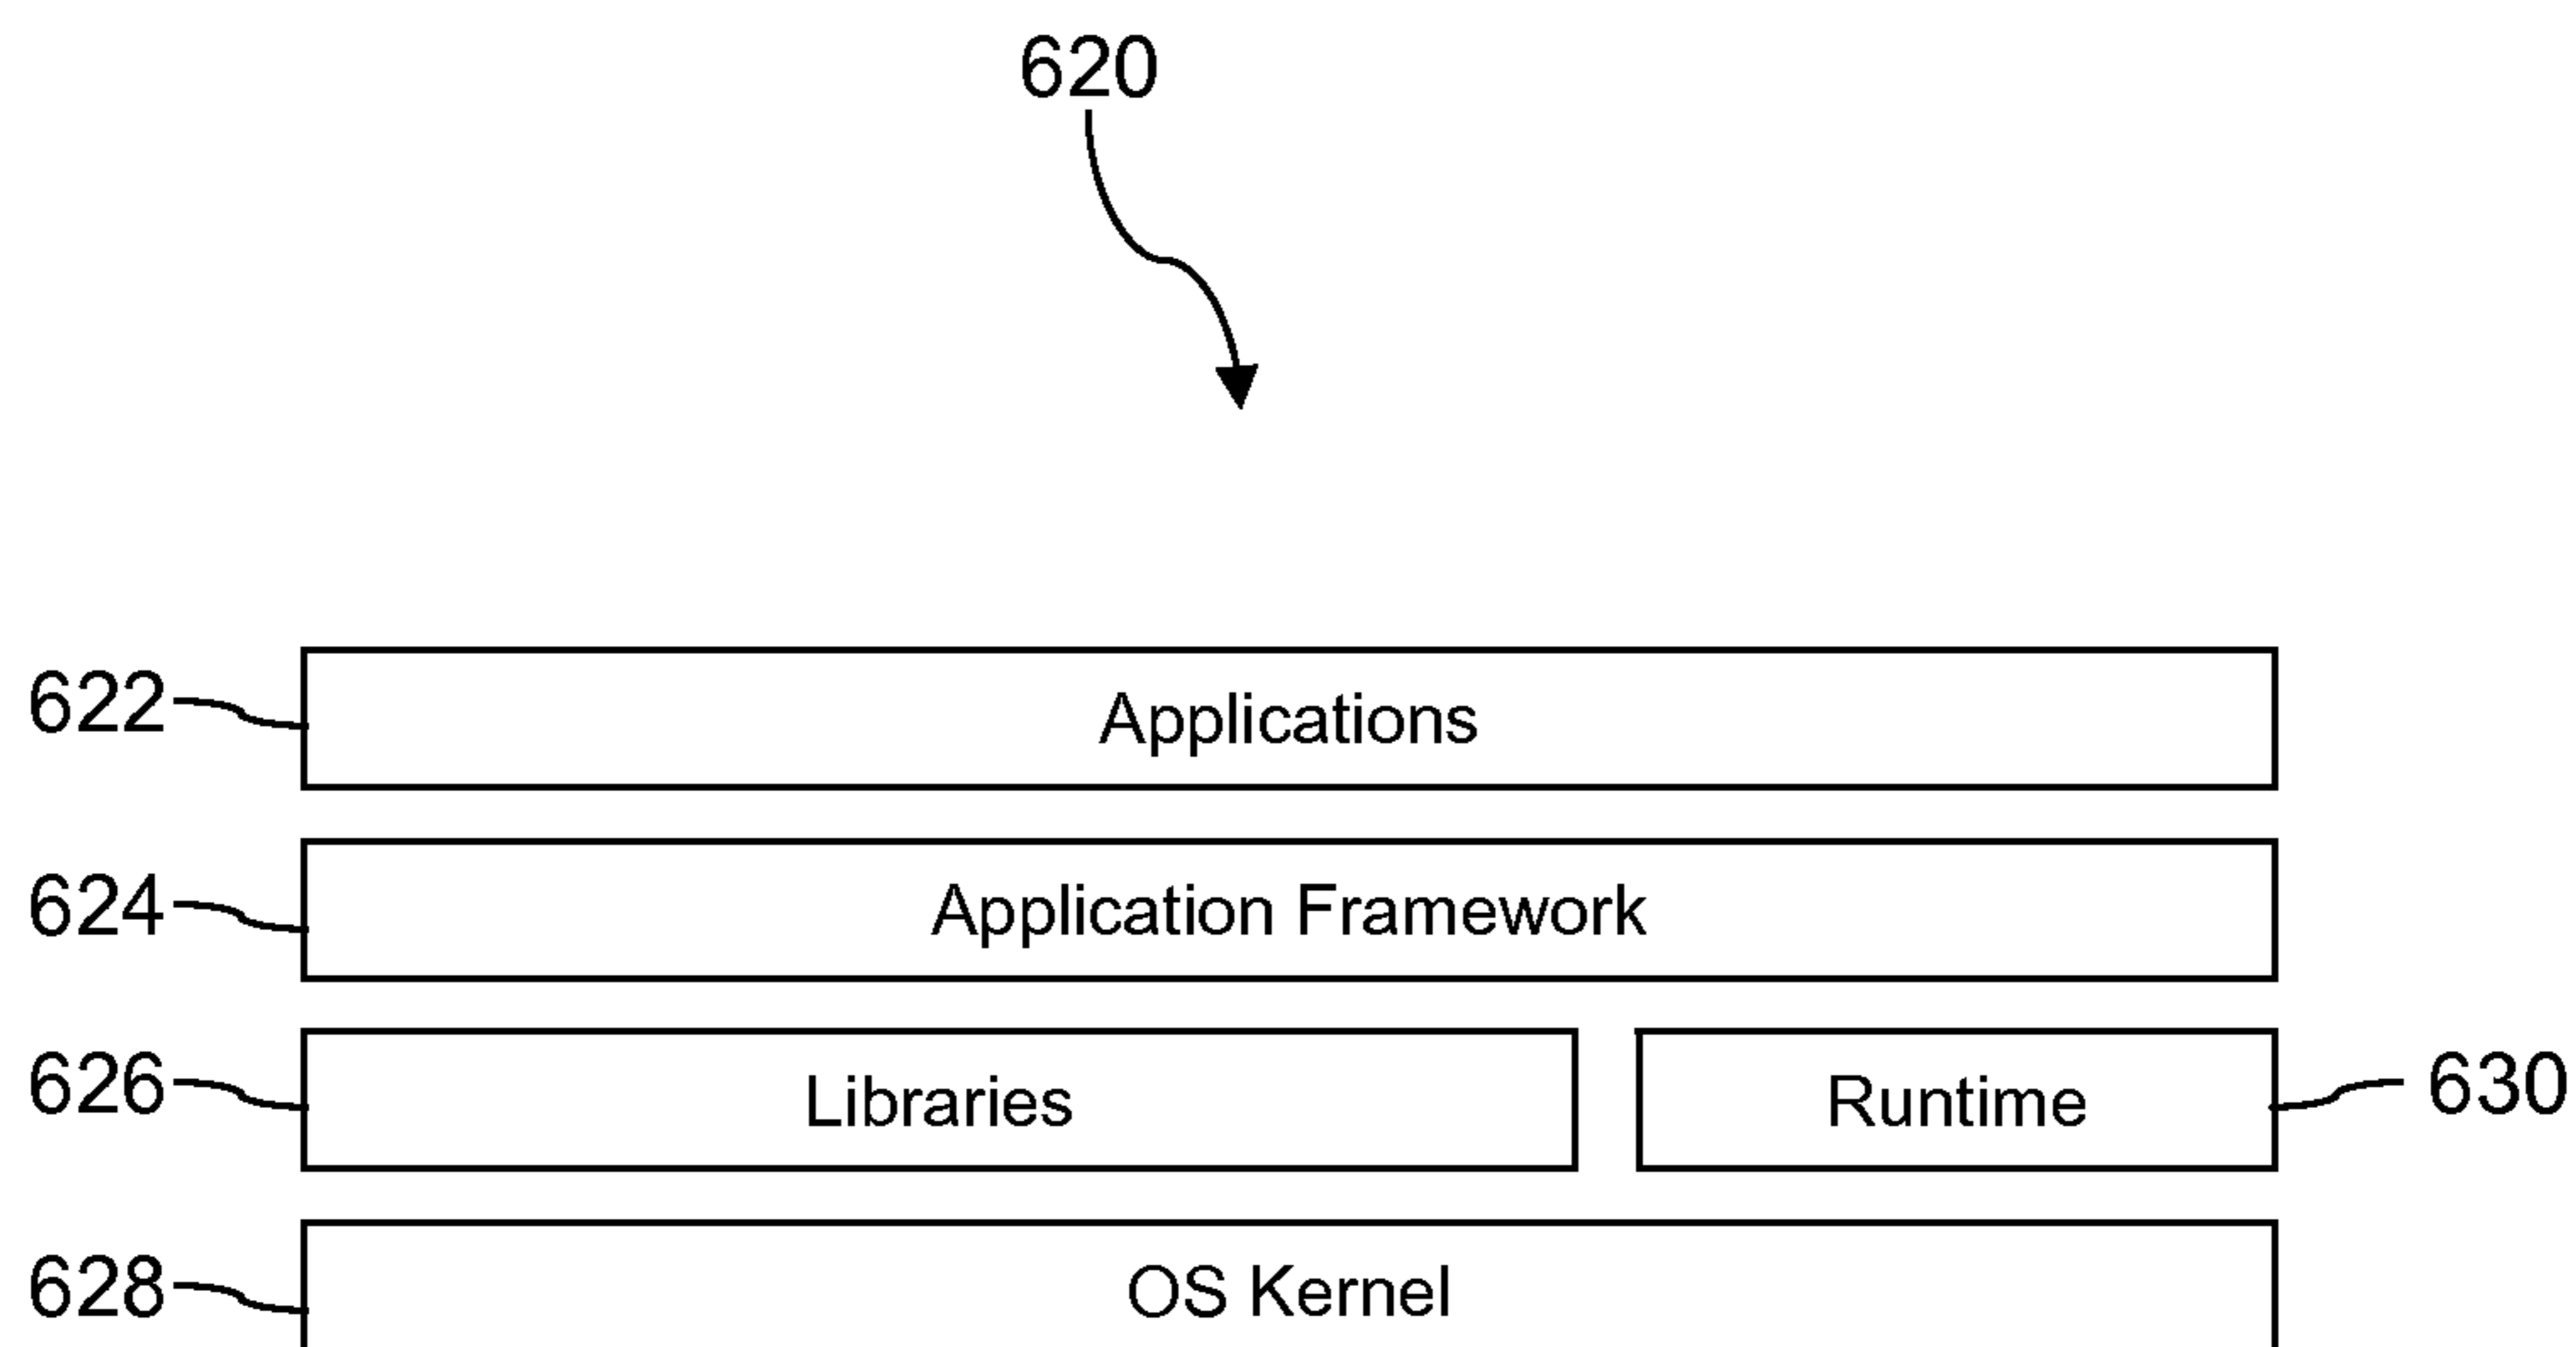 620
622 Applications
624 Application Framework
626 Libraries Runtime 630
628 OS Kernel